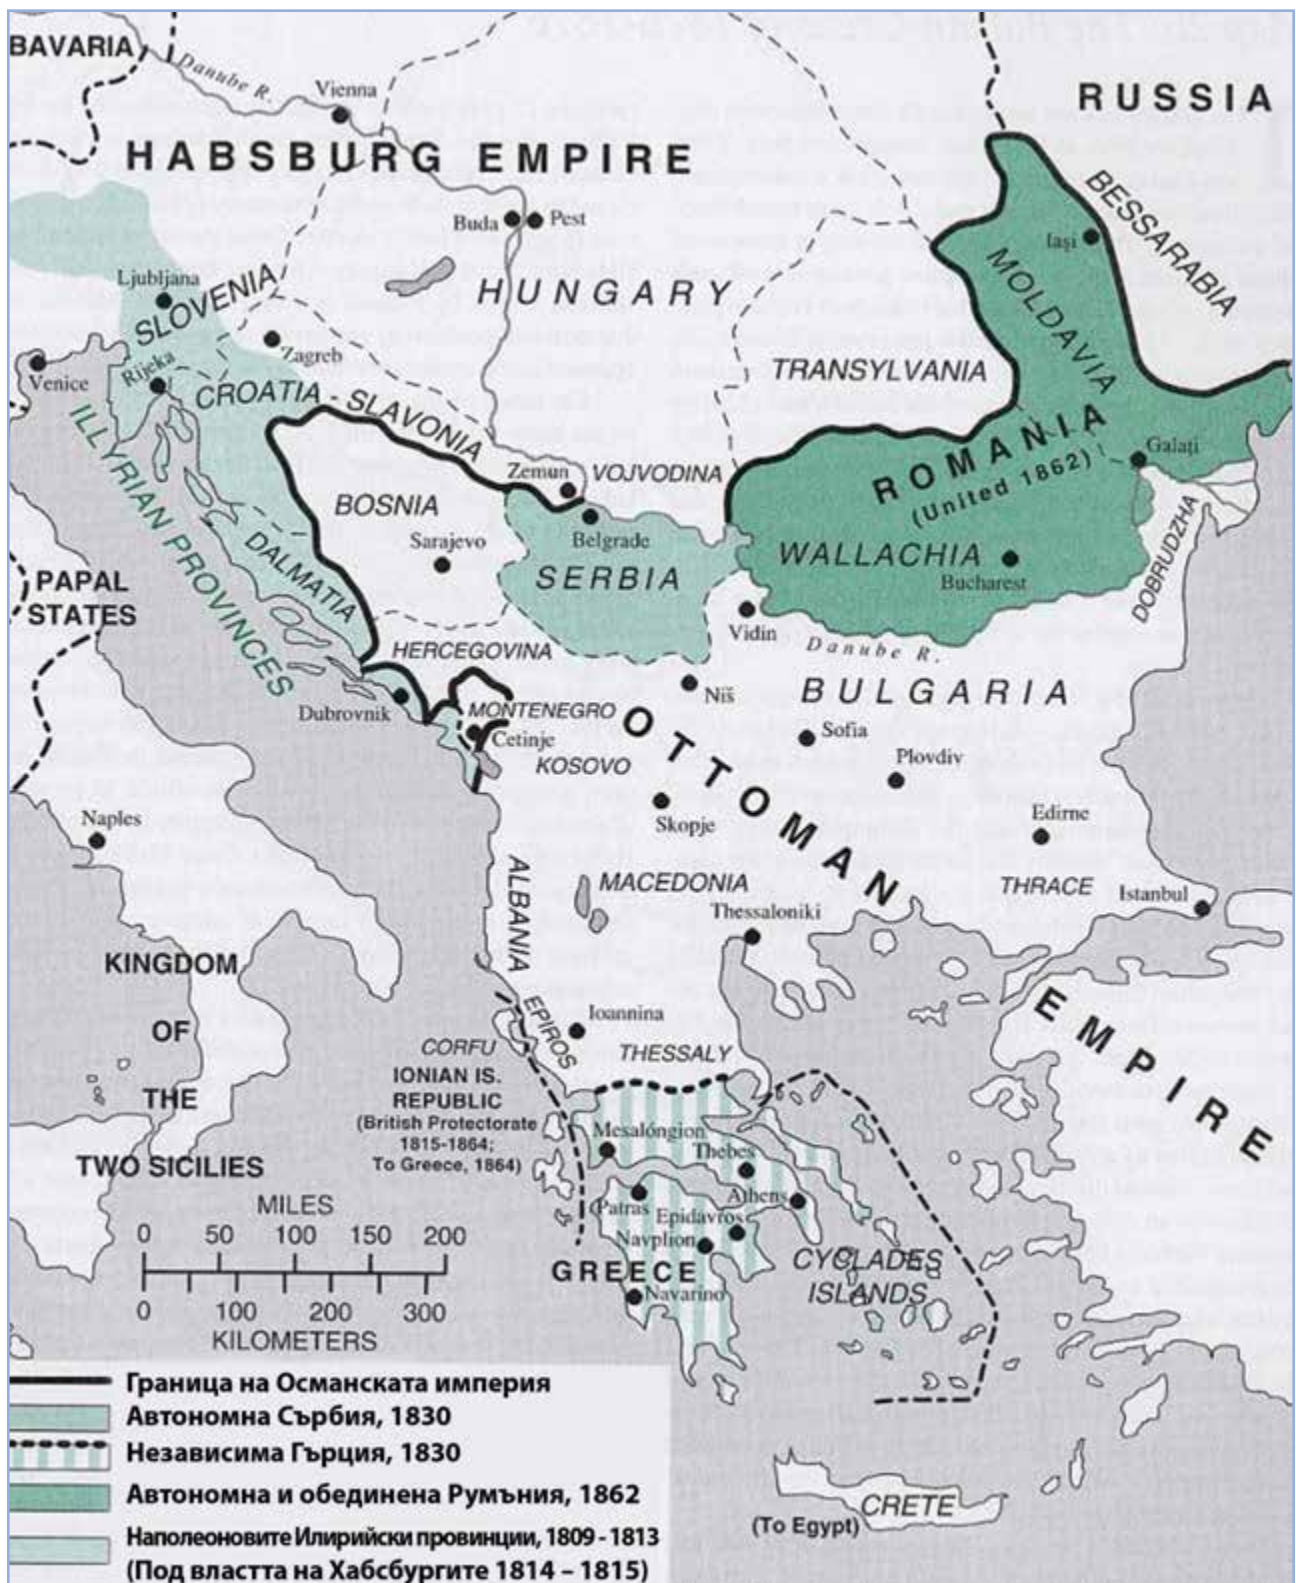 BAVARIA
Danube R.
Vienna
RUSSIA
HABSBURG EMPIRE
BESSARABIA
Buda
Pest
Iaşi
Ljubljana
SLOVENIA
HUNGARY
MOLDAVIA
Zagreb
Venice
Rijeka
TRANSYLVANIA
CROATIA - SLAVONIA
ROMANIA
(United 1862)
Galaţi
ILLYRIAN PROVINCES
Zemun
VOJVODINA
BOSNIA
DOBRUDZHA
Sarajevo
Belgrade
WALLACHIA
DALMATIA
SERBIA
Bucharest
PAPAL
STATES
Vidin
Danube R.
HERCEGOVINA
Niš
BULGARIA
Dubrovnik
MONTENEGRO
Cetinje
Sofia
KOSOVO
Plovdiv
OTTOMAN
Naples
Skopje
Edirne
ALBANIA
MACEDONIA
THRACE
Istanbul
Thessaloniki
KINGDOM
OF
THE
TWO SICILIES
EPIROS
Ioannina
EMPIRE
CORFU
THESSALY
IONIAN IS.
REPUBLIC
(British Protectorate
1815-1864;
To Greece, 1864)
Mesalóngion
Thebes
Patras
Athens
Epidavros
Navplion
GREECE
CYCLADES
ISLANDS
Navarino
MILES
0 50 100 150 200
0 100 200 300
KILOMETERS
CRETE
(To Egypt)
Граница на Османската империя
Автономна Сърбия, 1830
Независима Гърция, 1830
Автономна и обединена Румъния, 1862
Наполеоновите Илирийски провинции, 1809 - 1813
(Под властта на Хабсбургите 1814 – 1815)